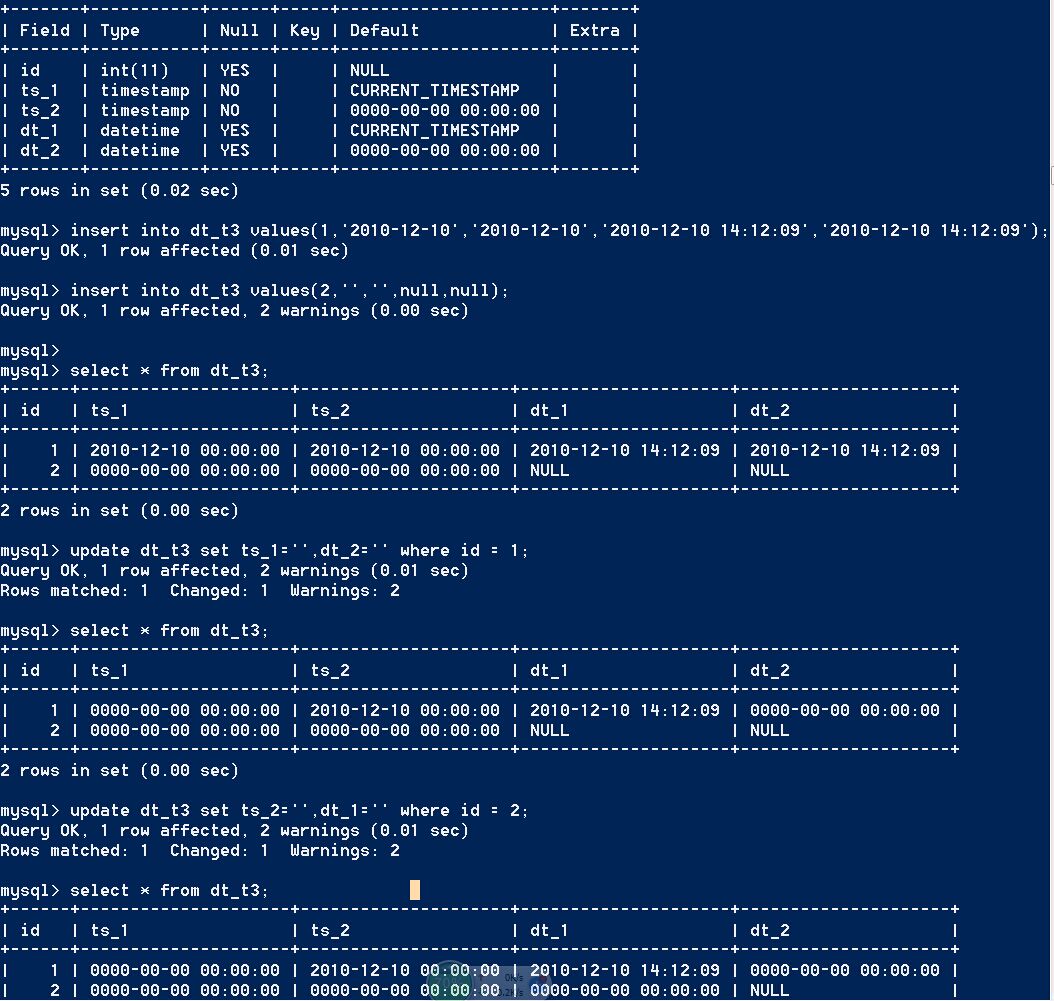 +-------+-----------+------+-----+---------------------+-------+
| Field | Type      | Null | Key | Default             | Extra |
+-------+-----------+------+-----+---------------------+-------+
| id    | int(11)   | YES  |     | NULL                |       |
| ts_1  | timestamp | NO   |     | CURRENT_TIMESTAMP   |       |
| ts_2  | timestamp | NO   |     | 0000-00-00 00:00:00 |       |
| dt_1  | datetime  | YES  |     | CURRENT_TIMESTAMP   |       |
| dt_2  | datetime  | YES  |     | 0000-00-00 00:00:00 |       |
+-------+-----------+------+-----+---------------------+-------+
5 rows in set (0.02 sec)

mysql> insert into dt_t3 values(1,'2010-12-10','2010-12-10','2010-12-10 14:12:09','2010-12-10 14:12:09');
Query OK, 1 row affected (0.01 sec)

mysql> insert into dt_t3 values(2,'','',null,null);
Query OK, 1 row affected, 2 warnings (0.00 sec)

mysql>
mysql> select * from dt_t3;
+------+---------------------+---------------------+---------------------+---------------------+
| id   | ts_1                | ts_2                | dt_1                | dt_2                |
+------+---------------------+---------------------+---------------------+---------------------+
|    1 | 2010-12-10 00:00:00 | 2010-12-10 00:00:00 | 2010-12-10 14:12:09 | 2010-12-10 14:12:09 |
|    2 | 0000-00-00 00:00:00 | 0000-00-00 00:00:00 | NULL                | NULL                |
+------+---------------------+---------------------+---------------------+---------------------+
2 rows in set (0.00 sec)

mysql> update dt_t3 set ts_1='',dt_2='' where id = 1;
Query OK, 1 row affected, 2 warnings (0.01 sec)
Rows matched: 1  Changed: 1  Warnings: 2

mysql> select * from dt_t3;
+------+---------------------+---------------------+---------------------+---------------------+
| id   | ts_1                | ts_2                | dt_1                | dt_2                |
+------+---------------------+---------------------+---------------------+---------------------+
|    1 | 0000-00-00 00:00:00 | 2010-12-10 00:00:00 | 2010-12-10 14:12:09 | 0000-00-00 00:00:00 |
|    2 | 0000-00-00 00:00:00 | 0000-00-00 00:00:00 | NULL                | NULL                |
+------+---------------------+---------------------+---------------------+---------------------+
2 rows in set (0.00 sec)

mysql> update dt_t3 set ts_2='',dt_1='' where id = 2;
Query OK, 1 row affected, 2 warnings (0.01 sec)
Rows matched: 1  Changed: 1  Warnings: 2

mysql> select * from dt_t3;
+------+---------------------+---------------------+---------------------+---------------------+
| id   | ts_1                | ts_2                | dt_1                | dt_2                |
+------+---------------------+---------------------+---------------------+---------------------+
|    1 | 0000-00-00 00:00:00 | 2010-12-10 00:00:00 | 2010-12-10 14:12:09 | 0000-00-00 00:00:00 |
|    2 | 0000-00-00 00:00:00 | 0000-00-00 00:00:00 | 0000-00-00 00:00:00 | NULL                |